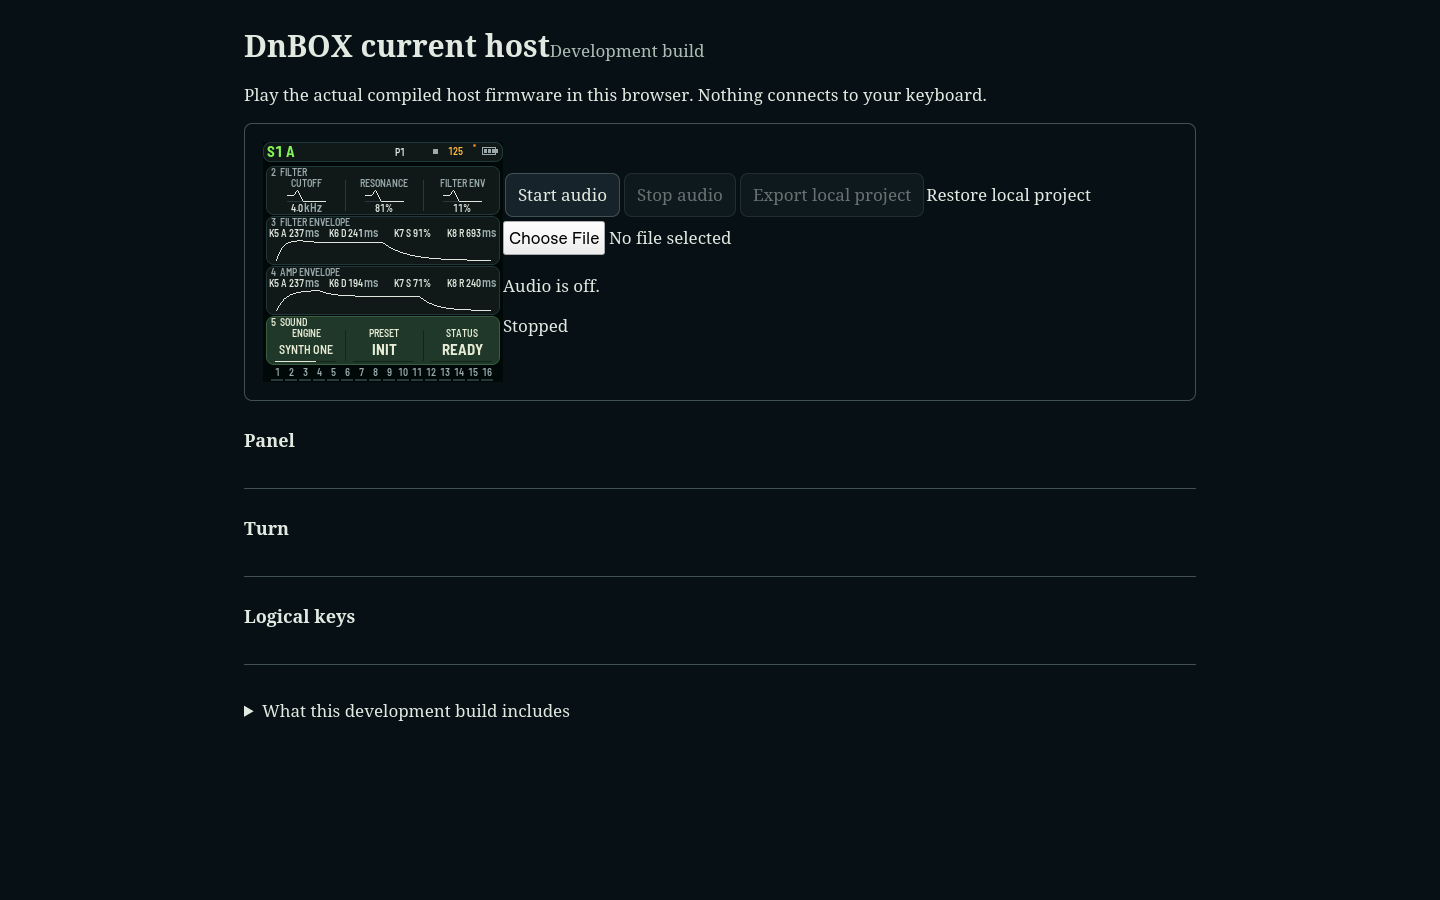 DnBOX current host Development build
Play the actual compiled host firmware in this browser. Nothing connects to your keyboard.
S1 A P1 125
2 FILTER
CUTOFF RESONANCE FILTER ENV
4.0kHz 81% 11%
3 FILTER ENVELOPE
K5 A 237ms K6 D 241ms K7 S 91% K8 R 693ms
4 AMP ENVELOPE
K5 A 237ms K6 D 194ms K7 S 71% K8 R 240ms
5 SOUND
ENGINE PRESET STATUS
SYNTH ONE INIT READY
1 2 3 4 5 6 7 8 9 10 11 12 13 14 15 16
Start audio Stop audio Export local project Restore local project
Choose File No file selected
Audio is off.
Stopped
Panel
Turn
Logical keys
What this development build includes